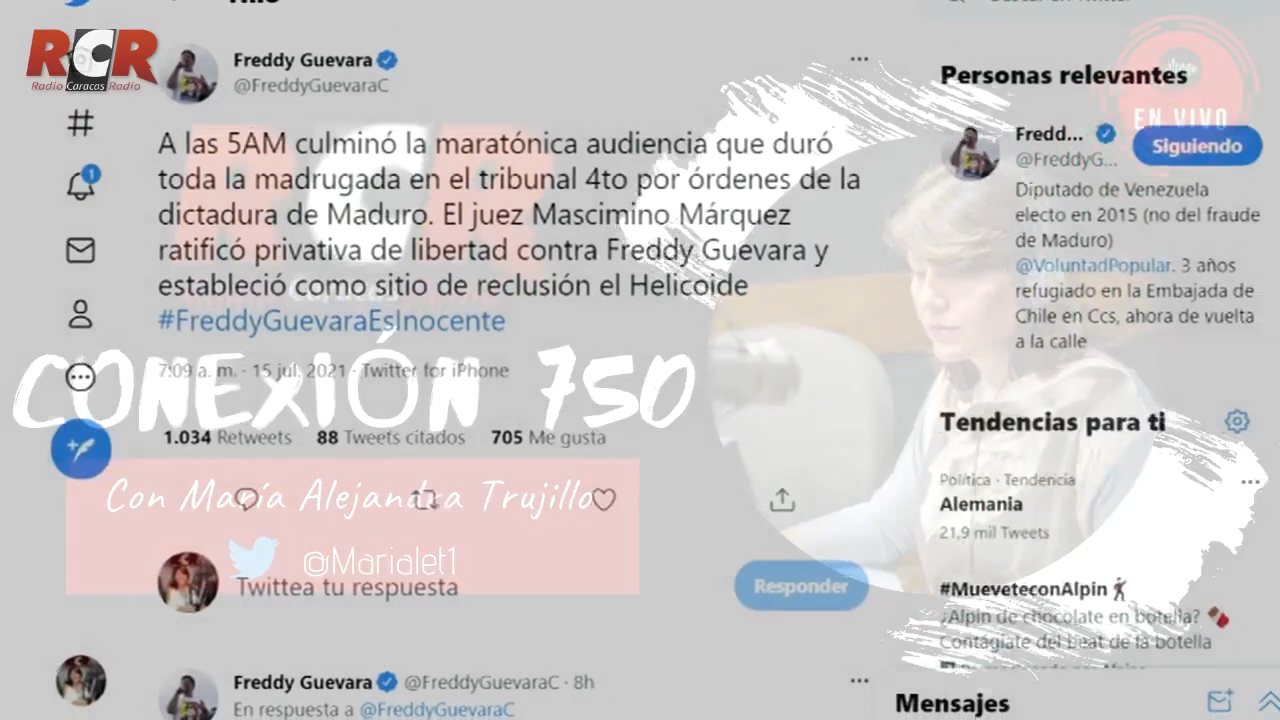 RCR
Radio Caracas Radio
Freddy Guevara
@FreddyGuevaraC
A las 5AM culminó la maratónica audiencia que duró
toda la madrugada en el tribunal 4to por órdenes de la
dictadura de Maduro. El juez Mascimino Márquez
ratificó privativa de libertad contra Freddy Guevara y
estableció como sitio de reclusión el Helicoide
#FreddyGuevaraEsInocente
7:09 a. m. · 15 jul. 2021 · Twitter for iPhone
CONEXIÓN 750
1.034 Retweets 88 Tweets citados 705 Me gusta
Con María Alejandra Trujillo
@Marialet1
Twittea tu respuesta
Responder
Freddy Guevara @FreddyGuevaraC · 8h
En respuesta a @FreddyGuevaraC
1
Personas relevantes
EN VIVO
Fredd...
@FreddyG...
Siguiendo
Diputado de Venezuela
electo en 2015 (no del fraude
de Maduro)
@VoluntadPopular. 3 años
refugiado en la Embajada de
Chile en Ccs, ahora de vuelta
a la calle
Tendencias para ti
Política · Tendencia
Alemania
21,9 mil Tweets
#MueveteconAlpin
¿Alpin de chocolate en botella?
Contágiate del beat de la botella
Mensajes